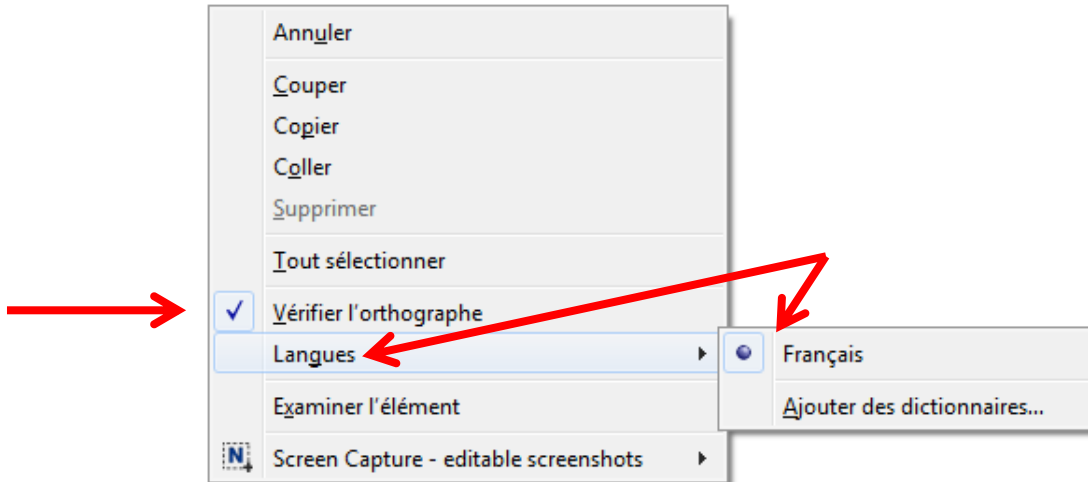 Annuler
Couper
Copier
Coller
Supprimer
Tout sélectionner
Vérifier l'orthographe
Langues
Français
Ajouter des dictionnaires...
Examiner l'élément
N
Screen Capture - editable screenshots